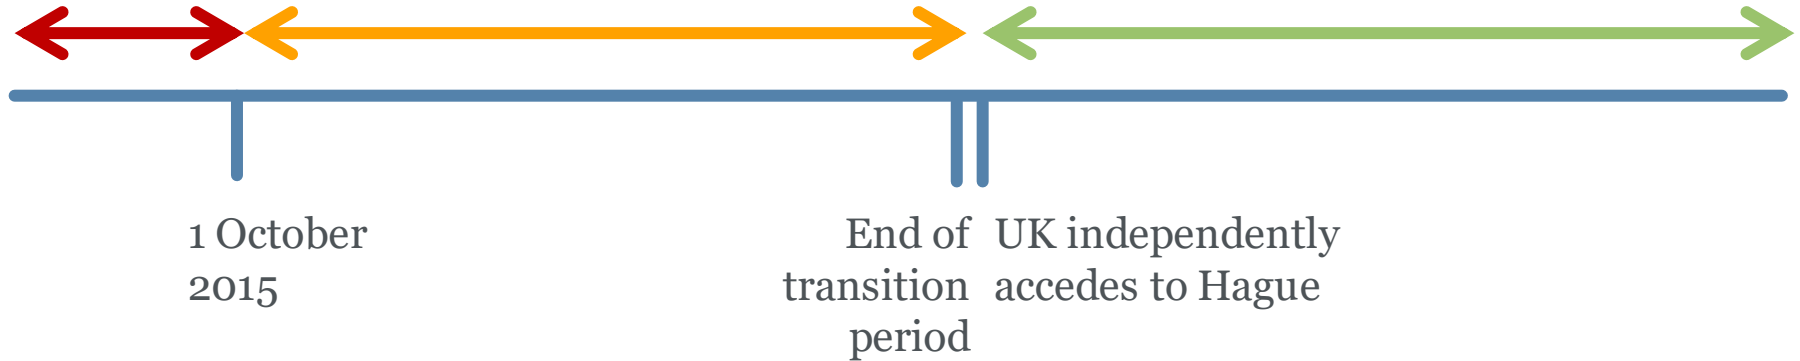 1 October
2015
End of
transition
period
UK independently
accedes to Hague